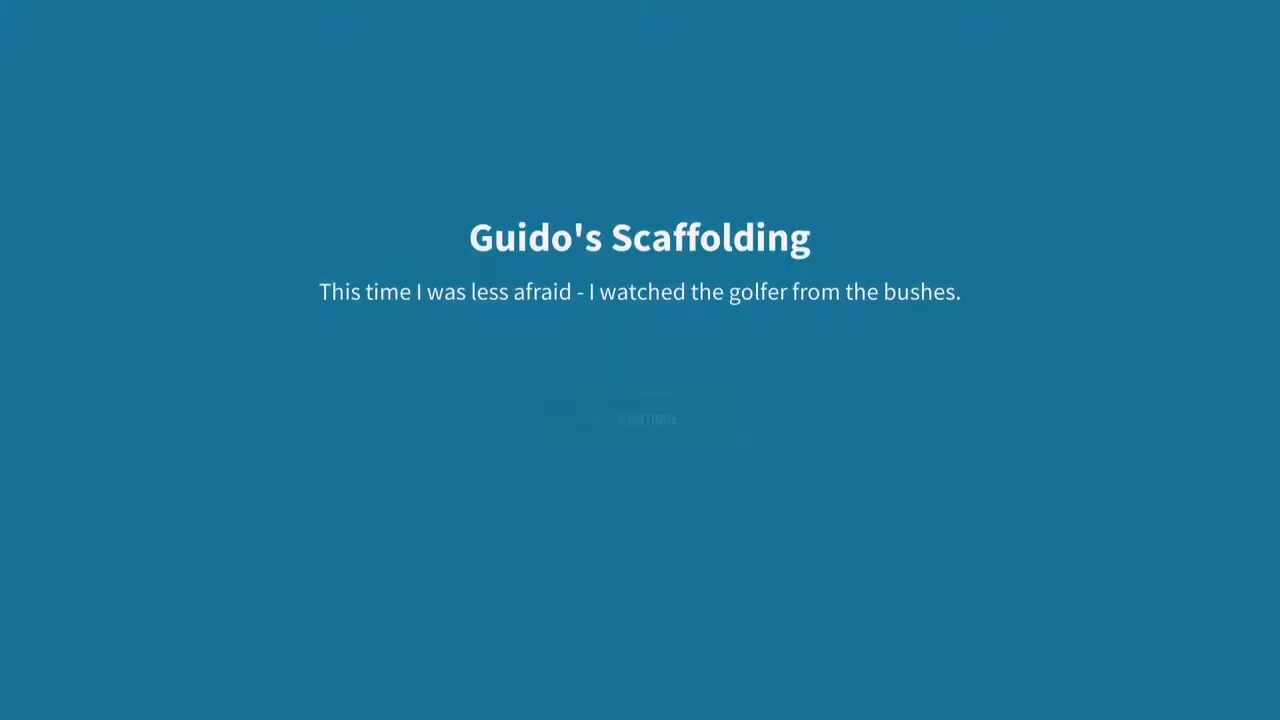 Guido's Scaffolding
This time I was less afraid - I watched the golfer from the bushes.